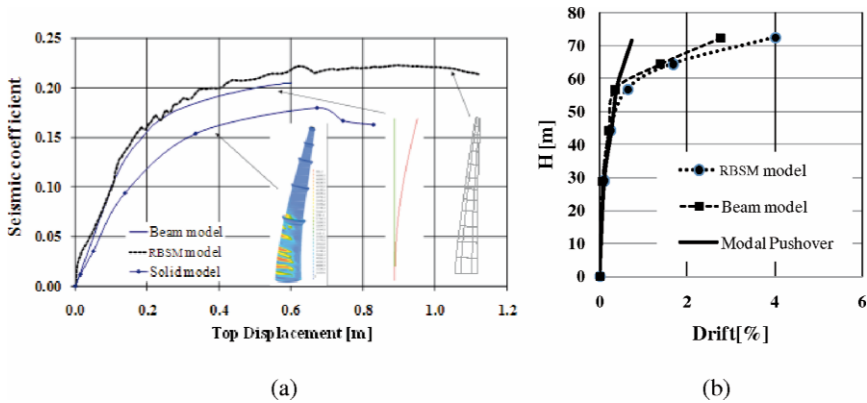 0.25
0.20
0.15
0.10
0.05
0.00
Seismic coefficient
Beam model
RBSM model
Solid model
0.0 0.2 0.4 0.6 0.8 1.0 1.2
Top Displacement [m]
(a)
80
70
60
50
40
30
20
10
0
H [m]
RBSM model
Beam model
Modal Pushover
0 2 4 6
Drift[%]
(b)